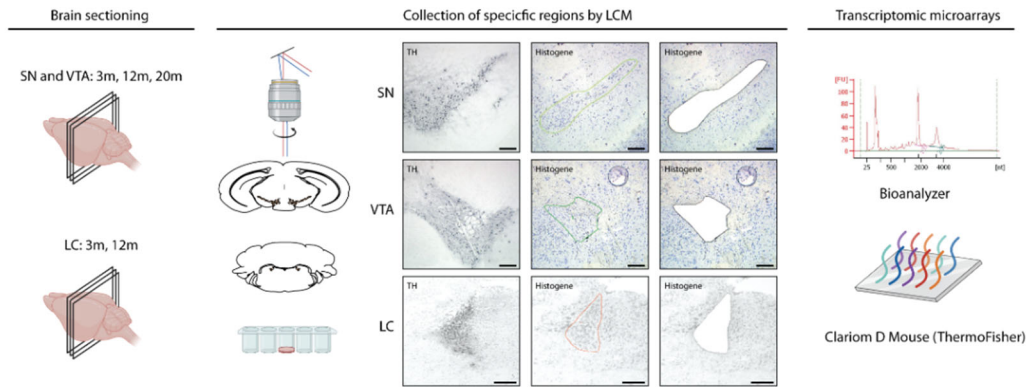 Brain sectioning
Collection of specicfic regions by LCM
Transcriptomic microarrays
SN and VTA: 3m, 12m, 20m
LC: 3m, 12m
SN
TH
Histogene
Histogene
VTA
TH
Histogene
Histogene
LC
TH
Histogene
Histogene
[FU]
100
80
60
40
20
0
25
500
2000
4000
[nt]
Bioanalyzer
Clariom D Mouse (ThermoFisher)